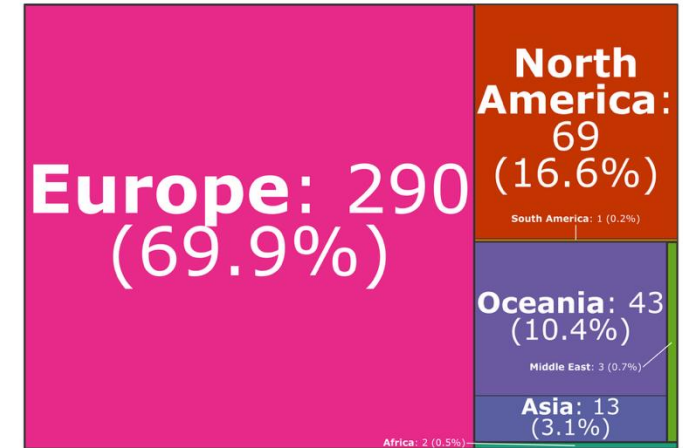 Europe: 290
(69.9%)
North
America:
69
(16.6%)
South America: 1 (0.2%)
Oceania: 43
(10.4%)
Middle East: 3 (0.7%)
Asia: 13
(3.1%)
Africa: 2 (0.5%)